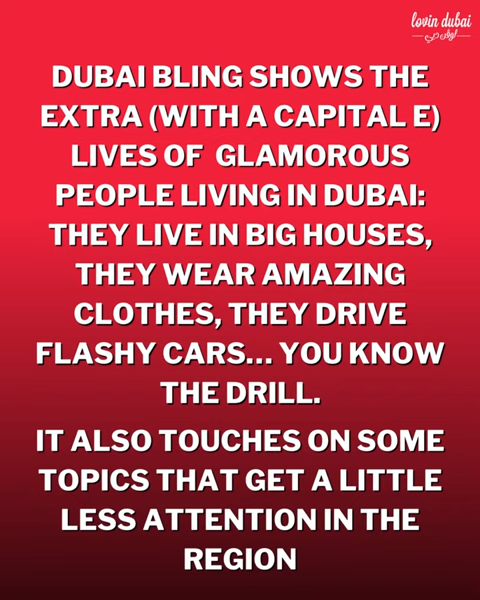 lovin dubai
DUBAI BLING SHOWS THE
EXTRA (WITH A CAPITAL E)
LIVES OF GLAMOROUS
PEOPLE LIVING IN DUBAI:
THEY LIVE IN BIG HOUSES,
THEY WEAR AMAZING
CLOTHES, THEY DRIVE
FLASHY CARS... YOU KNOW
THE DRILL.
IT ALSO TOUCHES ON SOME
TOPICS THAT GET A LITTLE
LESS ATTENTION IN THE
REGION